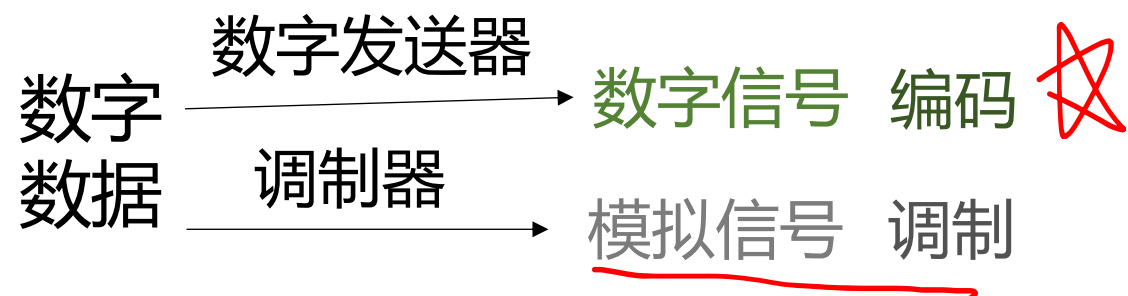 数字发送器
数字
数据
数字信号 编码
调制器
模拟信号 调制